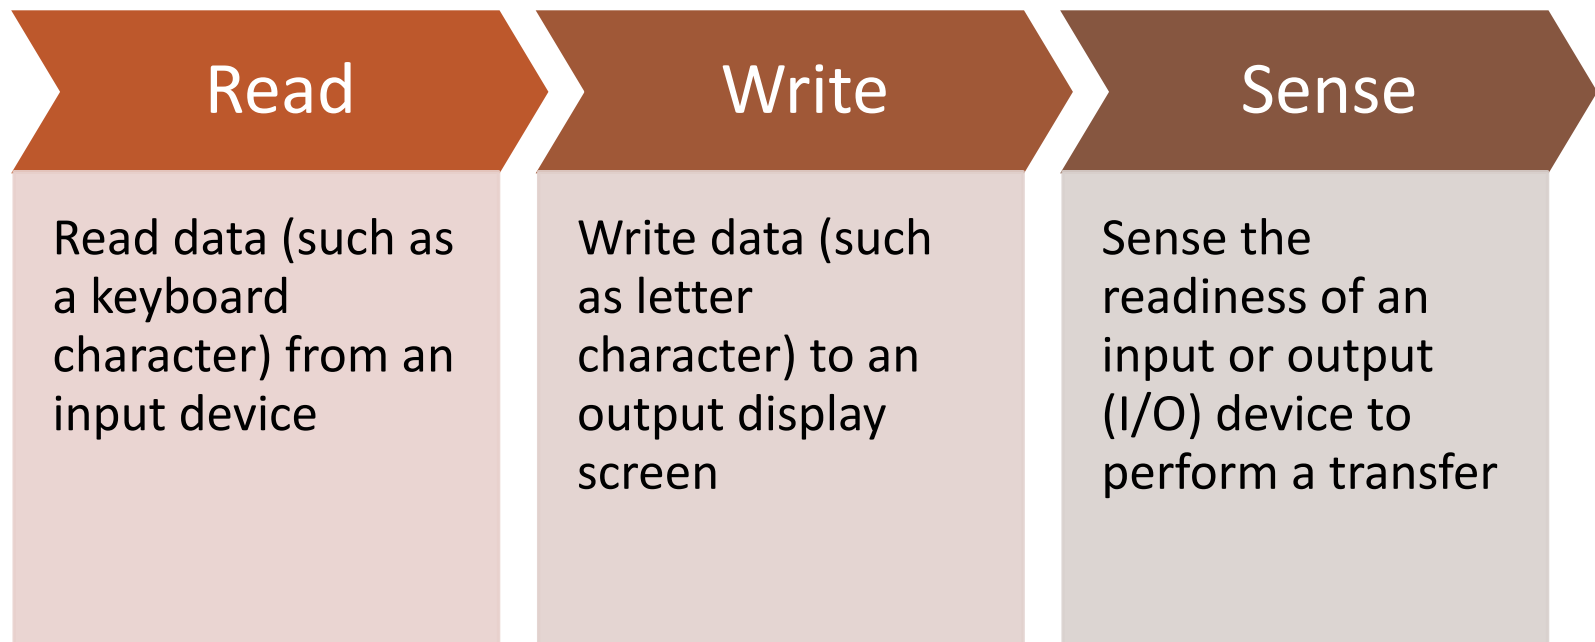 Read
Read data (such as
a keyboard
character) from an
input device
Write
Write data (such
as letter
character) to an
output display
screen
Sense
Sense the
readiness of an
input or output
(I/O) device to
perform a transfer